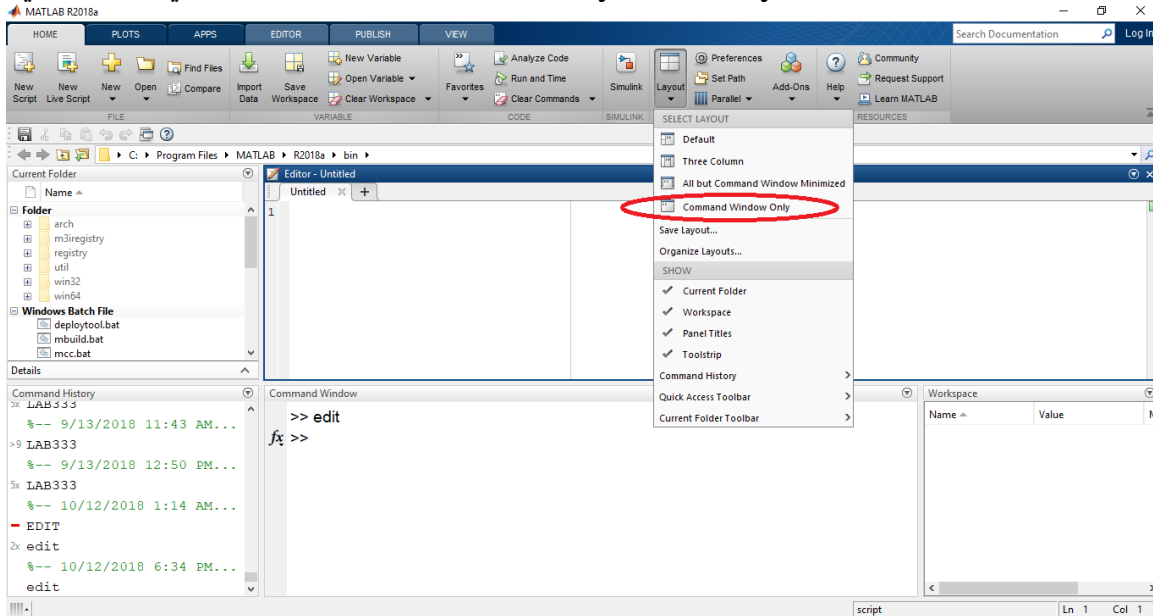 MATLAB R2018a
HOME PLOTS APPS EDITOR PUBLISH VIEW Search Documentation Log In
New Script
New Live Script
New
Open
Find Files
Compare
Import Data
Save Workspace
New Variable
Open Variable
Clear Workspace
Favorites
Analyze Code
Run and Time
Clear Commands
Simulink
Layout
Preferences
Set Path
Parallel
Add-Ons
Help
Community
Request Support
Learn MATLAB
FILE VARIABLE CODE SIMULINK RESOURCES
SELECT LAYOUT
Default
Three Column
All but Command Window Minimized
Command Window Only
Save Layout...
Organize Layouts...
SHOW
Current Folder
Workspace
Panel Titles
Toolstrip
Command History
Quick Access Toolbar
Current Folder Toolbar
C: Program Files MATLAB R2018a bin
Current Folder
Name
Folder
arch
m3iregistry
registry
util
win32
win64
Windows Batch File
deploytool.bat
mbuild.bat
mcc.bat
Details
Editor - Untitled
Untitled
1
Command History
5x LAB333
%-- 9/13/2018 11:43 AM...
>9 LAB333
%-- 9/13/2018 12:50 PM...
5x LAB333
%-- 10/12/2018 1:14 AM...
EDIT
2x edit
%-- 10/12/2018 6:34 PM...
edit
Command Window
>> edit
fx >>
Workspace
Name Value
script Ln 1 Col 1